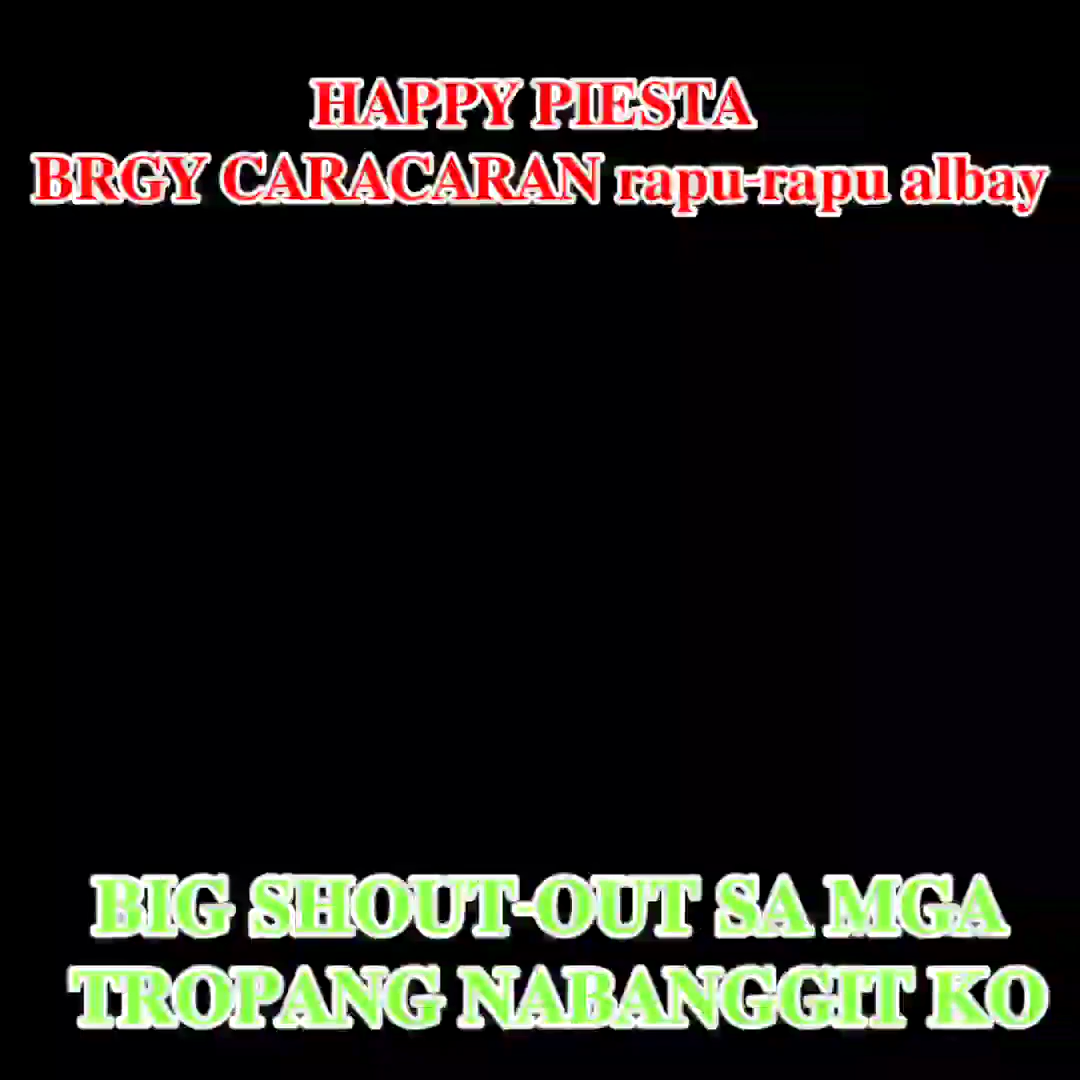 HAPPY PIESTA
BRGY CARACARAN rapu-rapu albay
BIG SHOUT-OUT SA MGA
TROPANG NABANGGIT KO